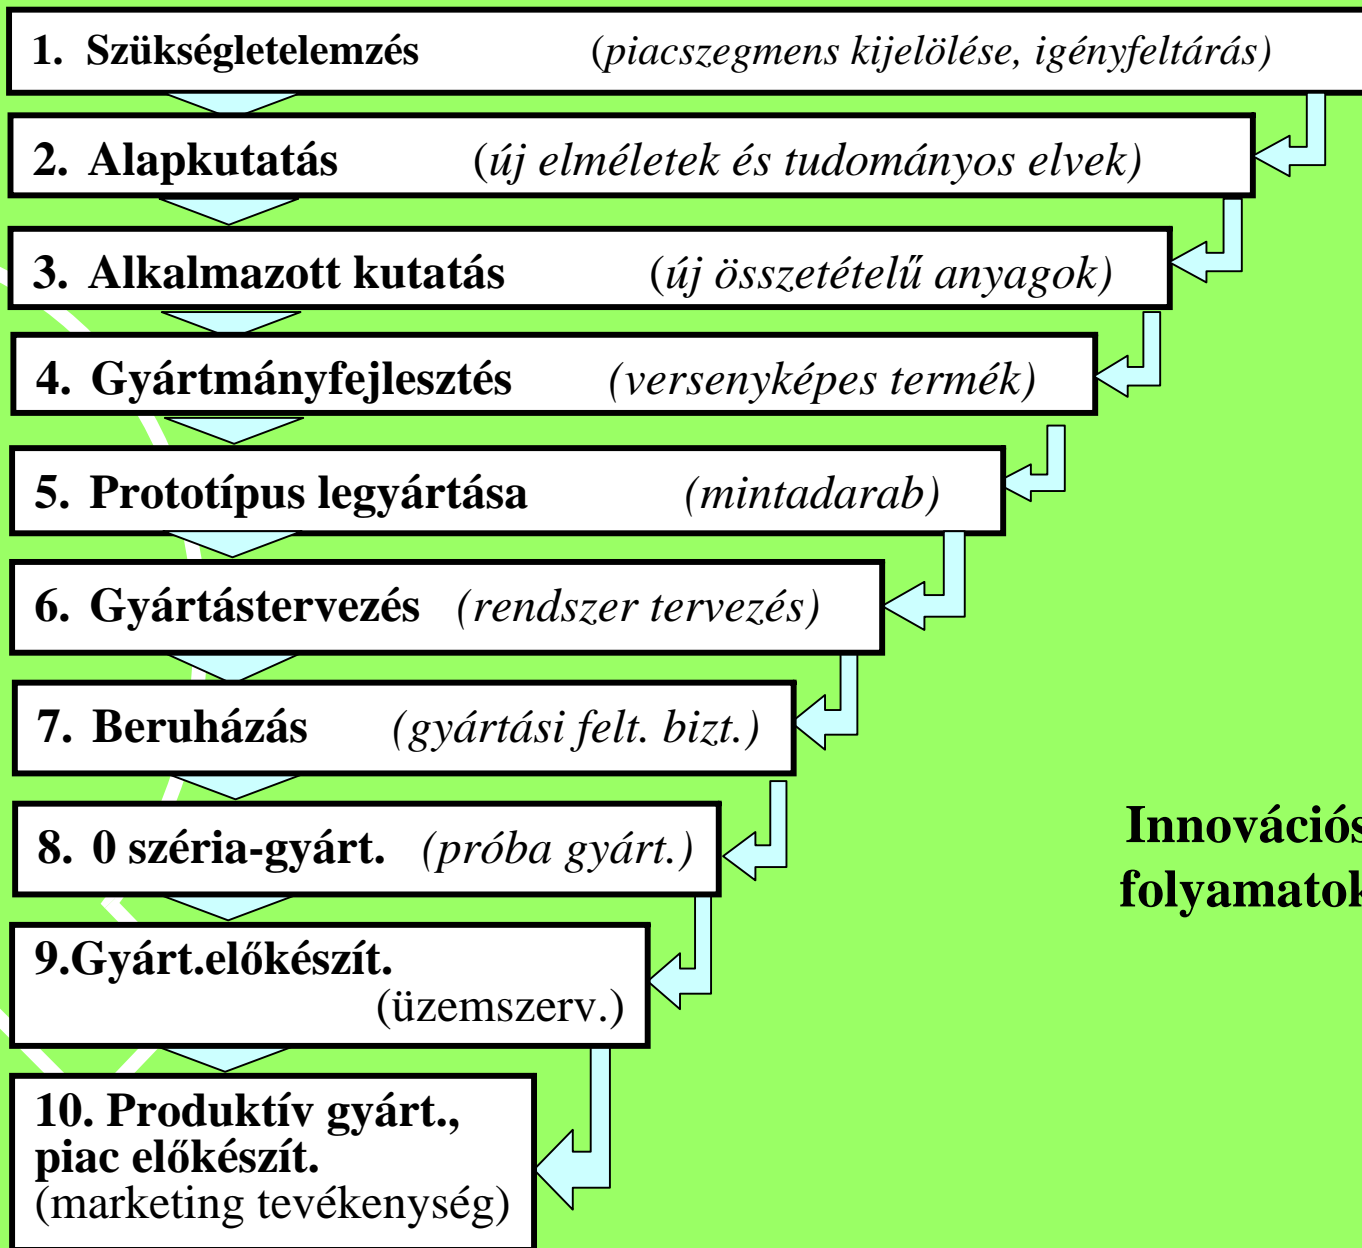 1. Szükségletelemzés (piacszegmens kijelölése, igényfeltárás)
2. Alapkutatás (új elméletek és tudományos elvek)
3. Alkalmazott kutatás (új összetételű anyagok)
4. Gyártmányfejlesztés (versenyképes termék)
5. Prototípus legyártása (mintadarab)
6. Gyártástervezés (rendszer tervezés)
7. Beruházás (gyártási felt. bizt.)
8. 0 széria-gyárt. (próba gyárt.)
Innovációs
folyamatok
9.Gyárt.előkészít.
(üzemszerv.)
10. Produktív gyárt.,
piac előkészít.
(marketing tevékenység)